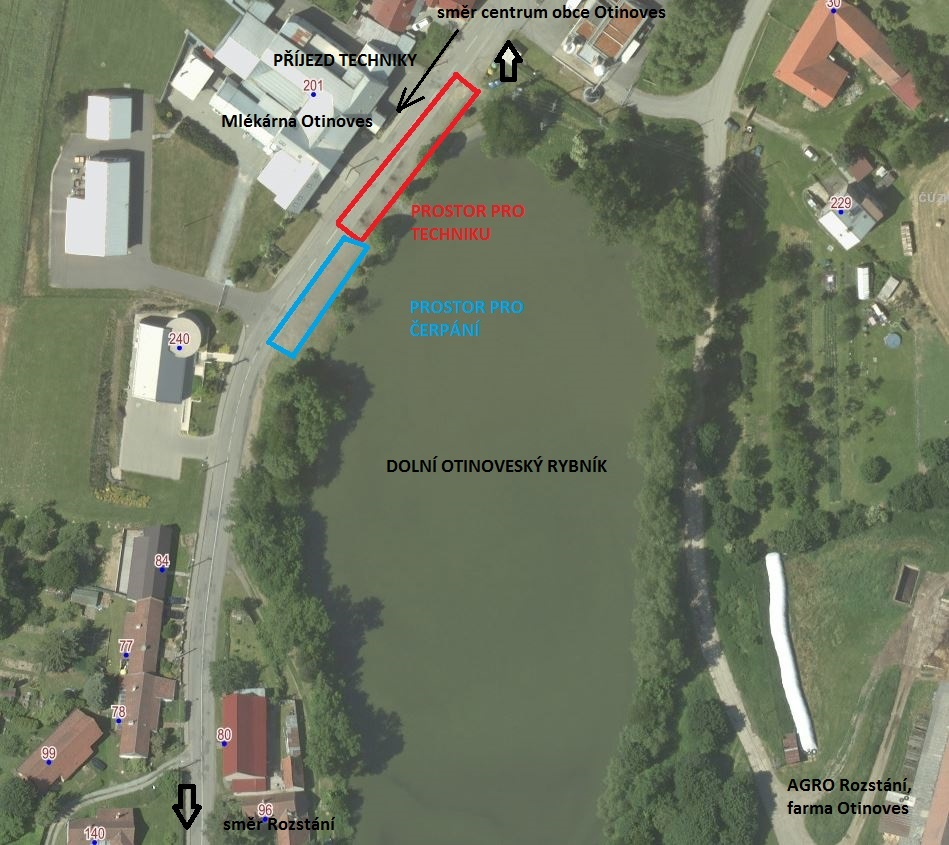 směr centrum obce Otinoves
30
PŘÍJEZD TECHNIKY
201
Mlékárna Otinoves
PROSTOR PRO
TECHNIKU
229
PROSTOR PRO
ČERPÁNÍ
240
DOLNÍ OTINOVESKÝ RYBNÍK
84
77
78
80
99
AGRO Rozstání,
farma Otinoves
96
směr Rozstání
140